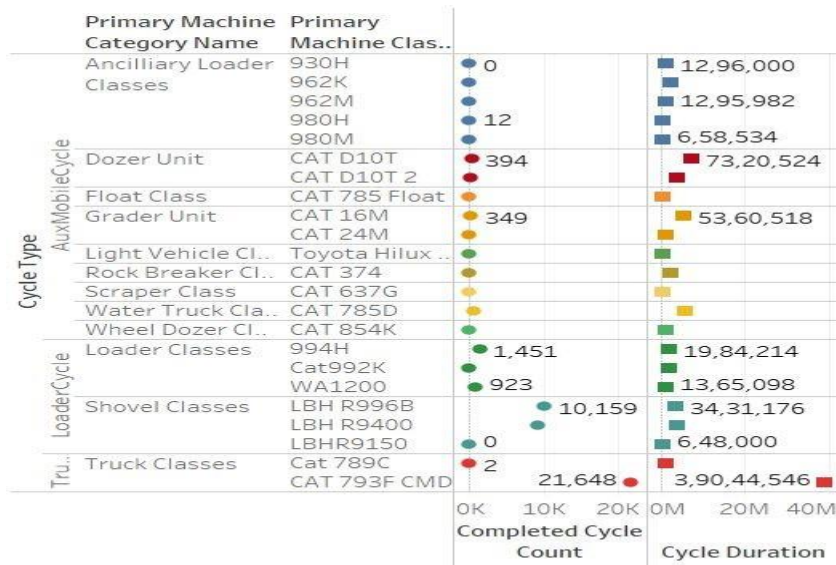 Primary Machine Category Name
Primary Machine Clas..
Cycle Type
AuxMobileCycle
Ancilliary Loader Classes
930H 0 12,96,000
962K
962M 12,95,982
980H 12
980M 6,58,534
Dozer Unit CAT D10T 394 73,20,524
CAT D10T 2
Float Class CAT 785 Float
Grader Unit CAT 16M 349 53,60,518
CAT 24M
Light Vehicle Cl.. Toyota Hilux ..
Rock Breaker Cl.. CAT 374
Scraper Class CAT 637G
Water Truck Cla.. CAT 785D
Wheel Dozer Cl.. CAT 854K
LoaderCycle
Loader Classes 994H 1,451 19,84,214
Cat992K
WA1200 923 13,65,098
Shovel Classes LBH R996B 10,159 34,31,176
LBH R9400
LBHR9150 0 6,48,000
Tru..
Truck Classes Cat 789C 2
CAT 793F CMD 21,648 3,90,44,546
0K 10K 20K 0M 20M 40M
Completed Cycle Count
Cycle Duration